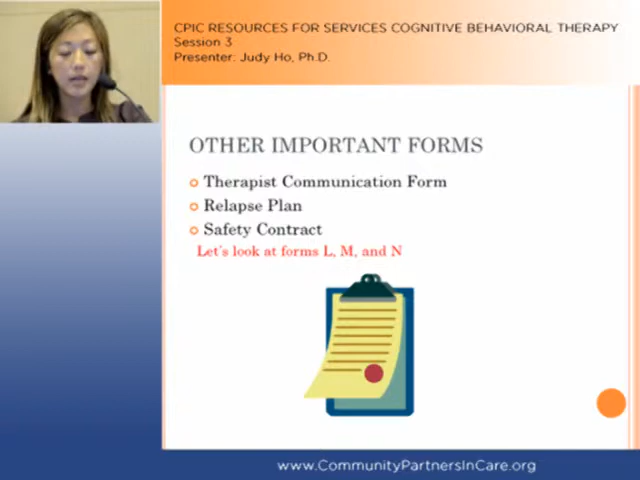 CPIC RESOURCES FOR SERVICES COGNITIVE BEHAVIORAL THERAPY
Session 3
Presenter: Judy Ho, Ph.D.
OTHER IMPORTANT FORMS
Therapist Communication Form
Relapse Plan
Safety Contract
Let's look at forms L, M, and N
www.CommunityPartnersInCare.org